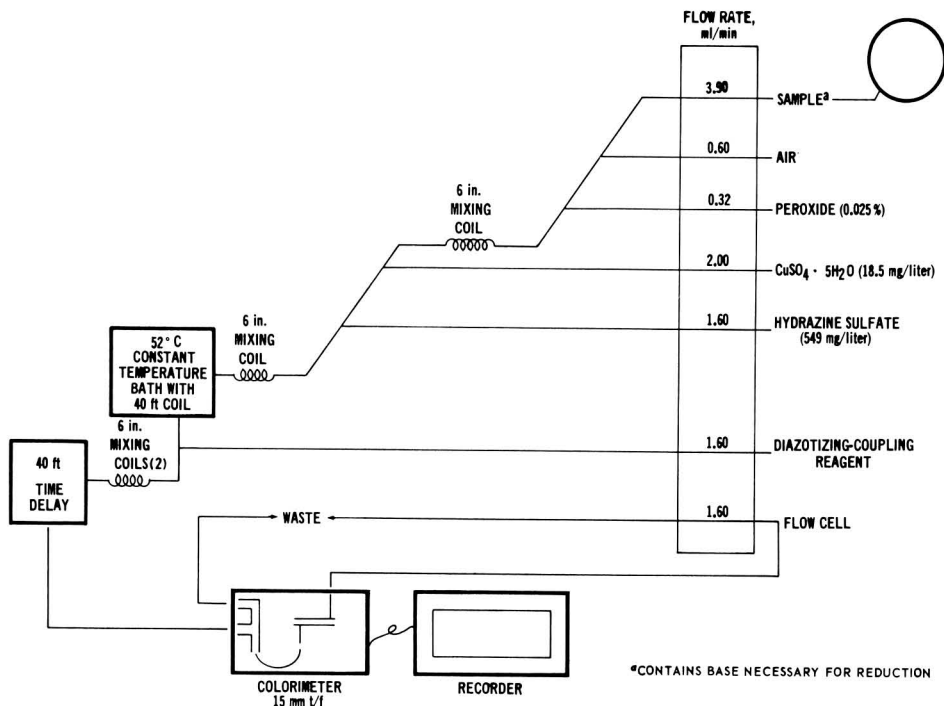 FLOW RATE,
ml/min
3.90
SAMPLEa
0.60
AIR
6 in.
MIXING
COIL
0.32
PEROXIDE (0.025%)
2.00
CuSO4 · 5H2O (18.5 mg/liter)
6 in.
MIXING
COIL
1.60
HYDRAZINE SULFATE
(549 mg/liter)
52° C
CONSTANT
TEMPERATURE
BATH WITH
40 ft COIL
6 in.
MIXING
COILS(2)
1.60
DIAZOTIZING-COUPLING
REAGENT
40 ft
TIME
DELAY
WASTE
1.60
FLOW CELL
COLORIMETER
15 mm t/f
RECORDER
aCONTAINS BASE NECESSARY FOR REDUCTION